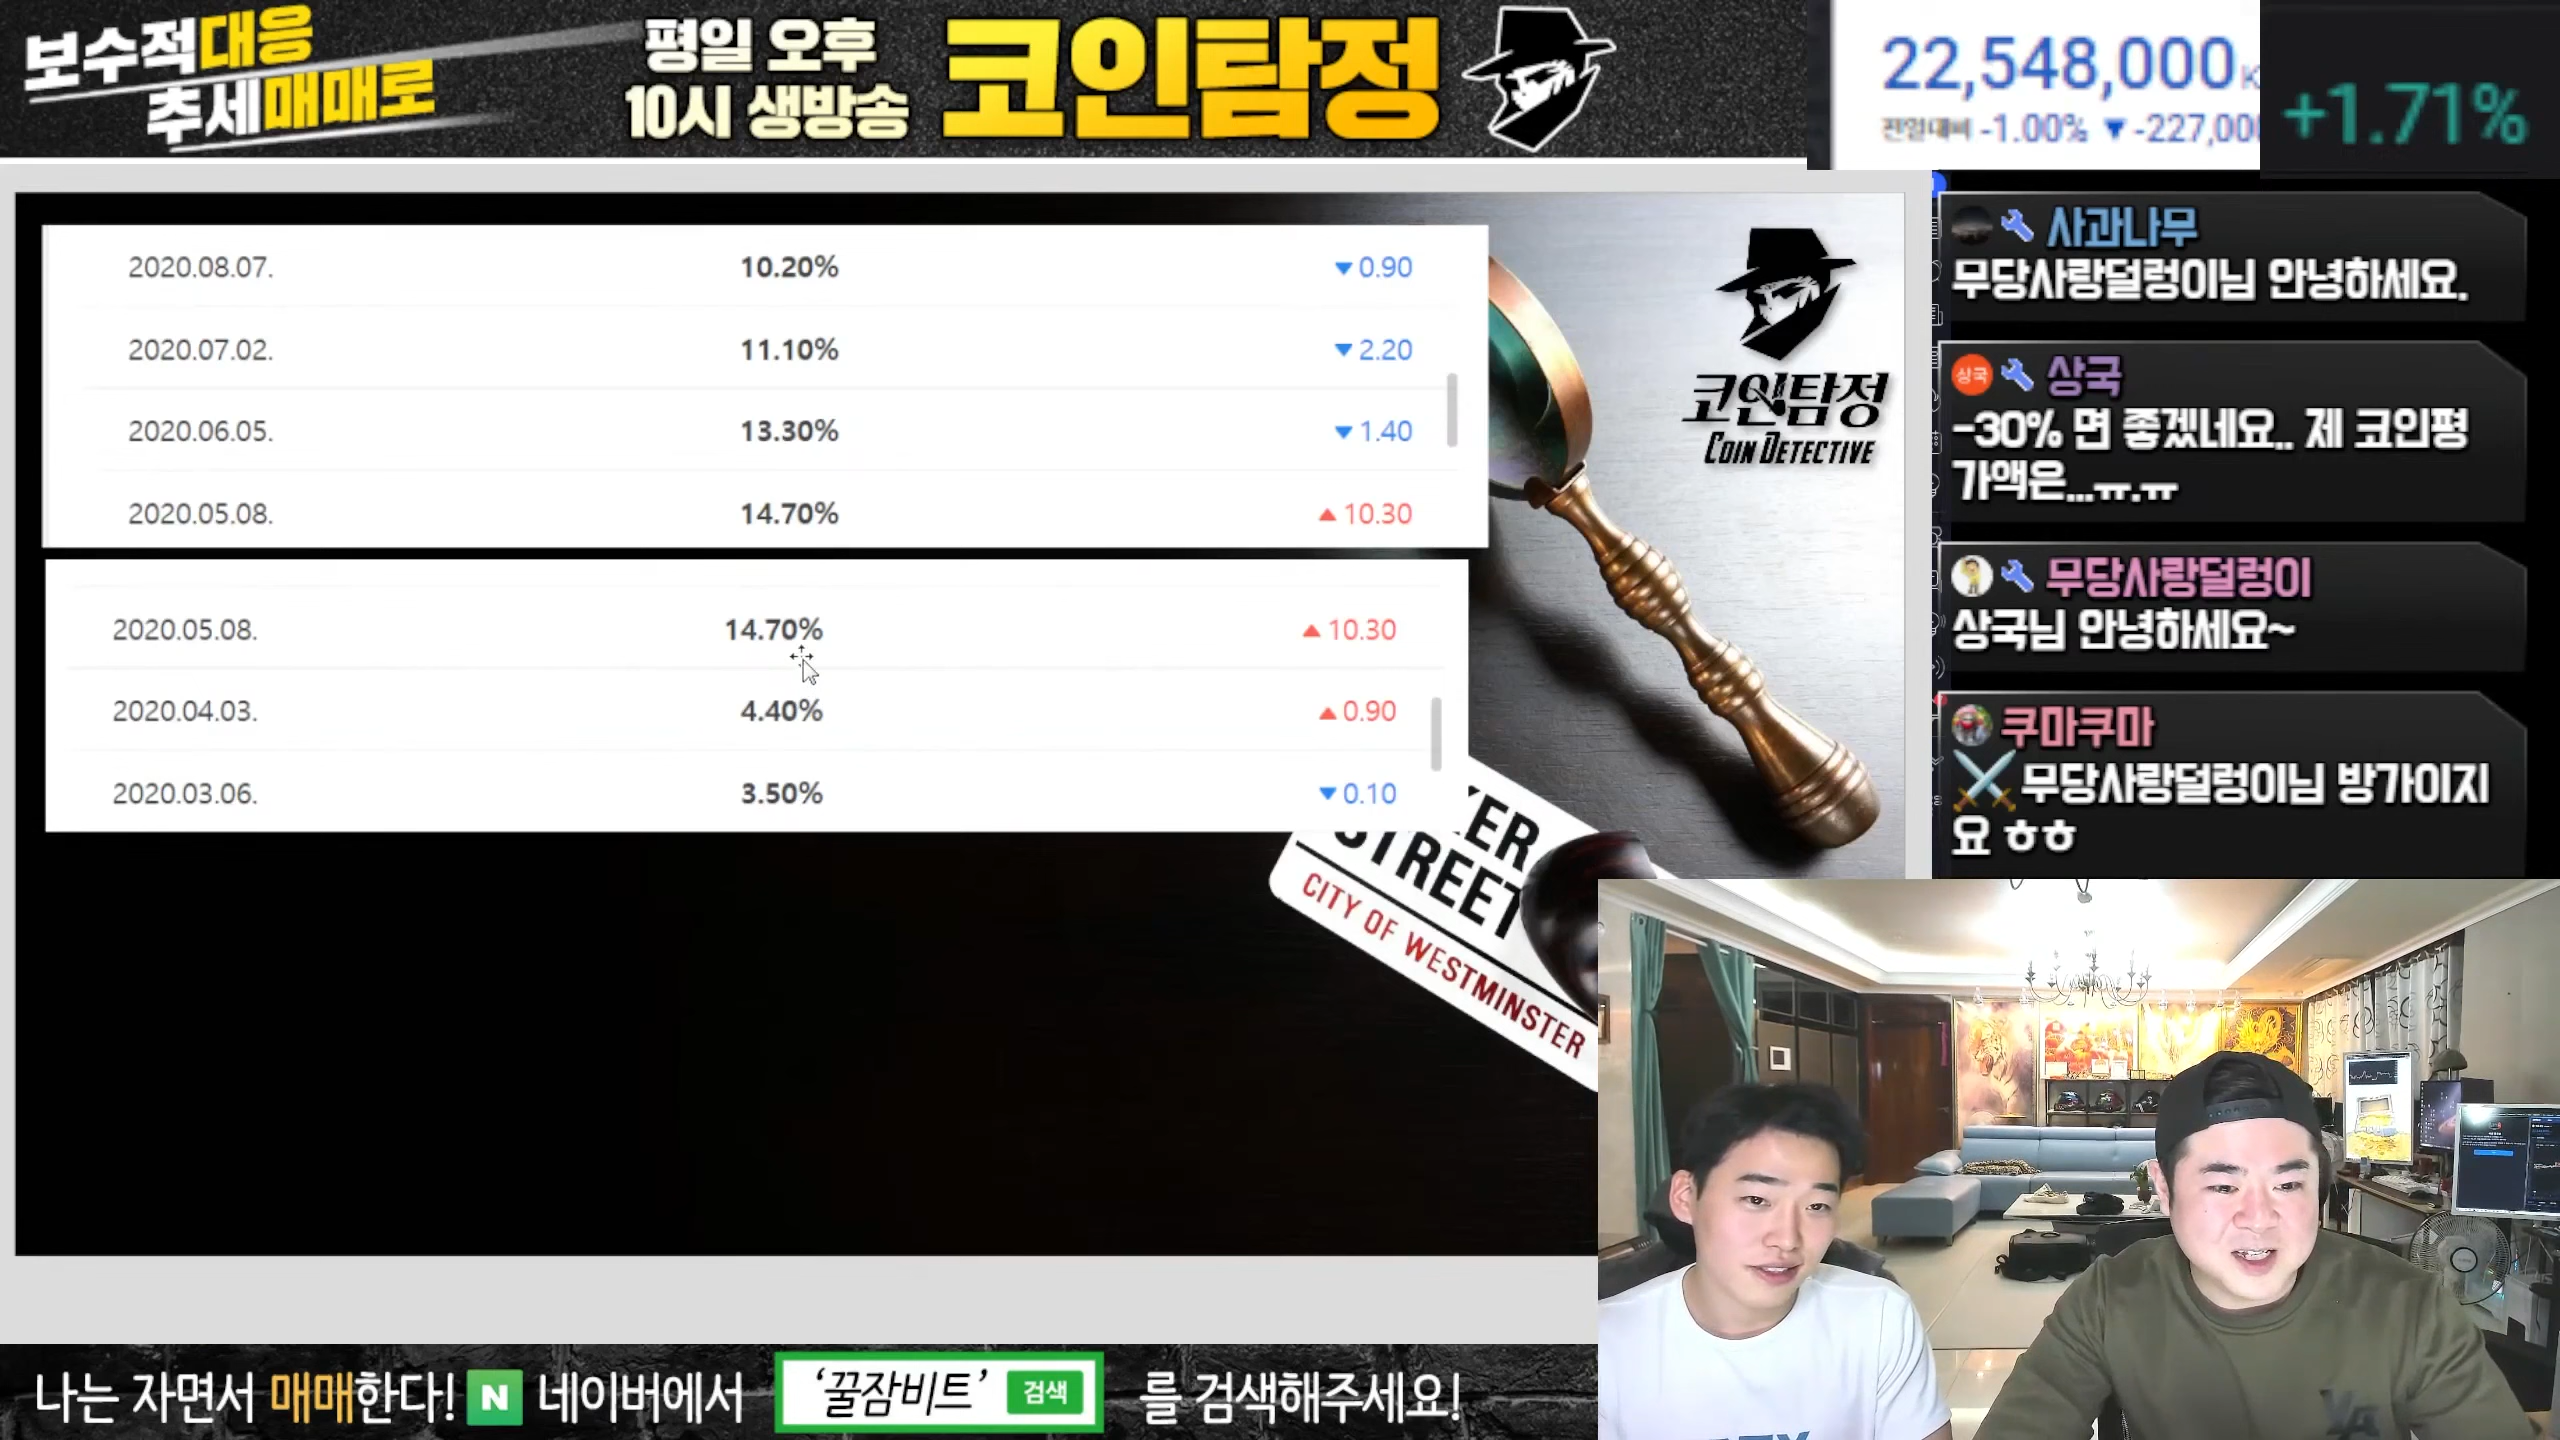 보수적대응
추세매매로
평일 오후
10시 생방송
코인탐정
22,548,000
전일대비 -1.00% ▼ -227,00
+1.71%
2020.08.07. 10.20% ▼ 0.90
2020.07.02. 11.10% ▼ 2.20
2020.06.05. 13.30% ▼ 1.40
2020.05.08. 14.70% ▲ 10.30
2020.05.08. 14.70% ▲ 10.30
2020.04.03. 4.40% ▲ 0.90
2020.03.06. 3.50% ▼ 0.10
코인탐정
COIN DETECTIVE
STREET
CITY OF WESTMINSTER
사과나무
무당사랑덜렁이님 안녕하세요.
상국 상국
-30% 면 좋겠네요.. 제 코인평
가액은...ㅠ.ㅠ
무당사랑덜렁이
상국님 안녕하세요~
쿠마쿠마
무당사랑덜렁이님 방가이지
요 ㅎㅎ
나는 자면서 매매한다! N 네이버에서 '꿀잠비트' 검색 를 검색해주세요!